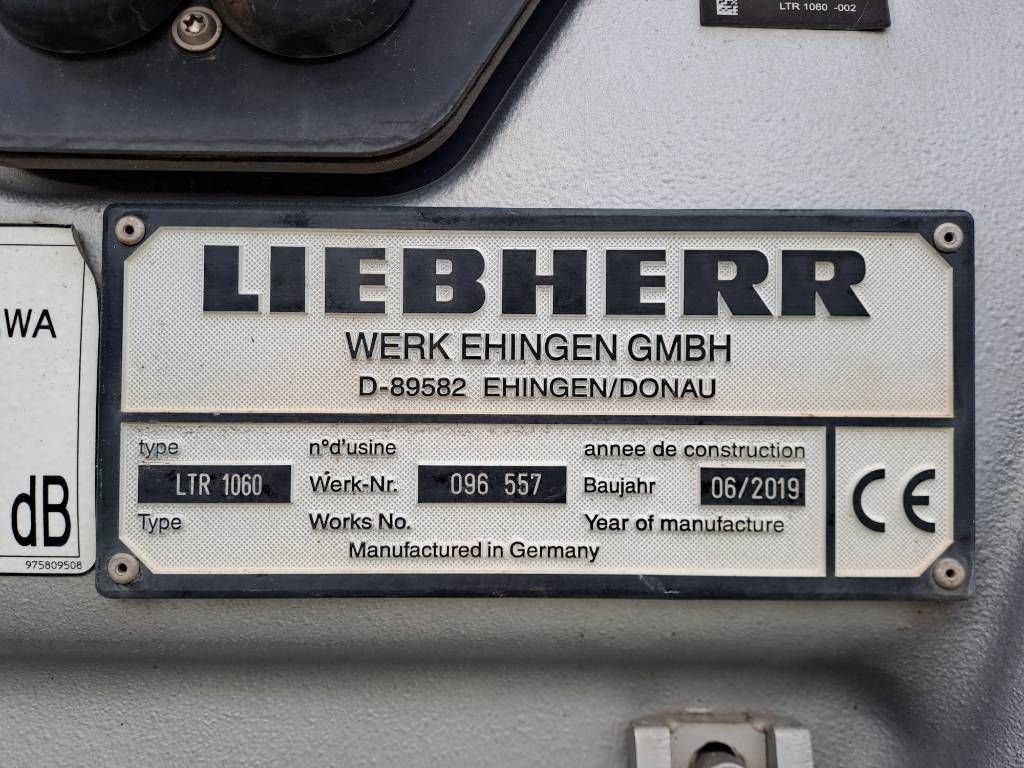 LTR 1060 -002
LIEBHERR
WERK EHINGEN GMBH
D-89582 EHINGEN/DONAU
type n°d'usine annee de construction
LTR 1060 Werk-Nr. 096 557 Baujahr 06/2019
Type Works No. Year of manufacture
Manufactured in Germany
CE
WA
dB
975809508